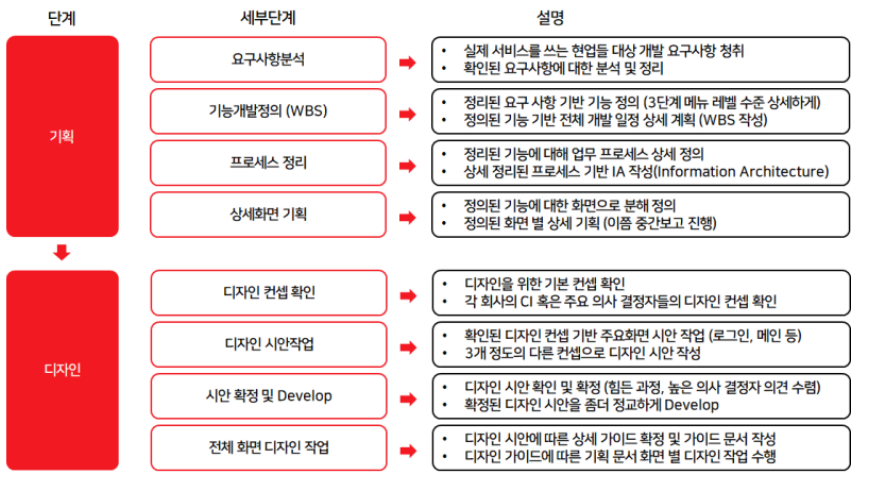 단계 세부단계 설명
기획
요구사항분석
• 실제 서비스를 쓰는 현업들 대상 개발 요구사항 청취
• 확인된 요구사항에 대한 분석 및 정리
기능개발정의 (WBS)
• 정리된 요구 사항 기반 기능 정의 (3단계 메뉴 레벨 수준 상세하게)
• 정의된 기능 기반 전체 개발 일정 상세 계획 (WBS 작성)
프로세스 정리
• 정리된 기능에 대해 업무 프로세스 상세 정의
• 상세 정리된 프로세스 기반 IA 작성(Information Architecture)
상세화면 기획
• 정의된 기능에 대한 화면으로 분해 정의
• 정의된 화면 별 상세 기획 (이쯤 중간보고 진행)
디자인
디자인 컨셉 확인
• 디자인을 위한 기본 컨셉 확인
• 각 회사의 CI 혹은 주요 의사 결정자들의 디자인 컨셉 확인
디자인 시안작업
• 확인된 디자인 컨셉 기반 주요화면 시안 작업 (로그인, 메인 등)
• 3개 정도의 다른 컨셉으로 디자인 시안 작성
시안 확정 및 Develop
• 디자인 시안 확인 및 확정 (힘든 과정, 높은 의사 결정자 의견 수렴)
• 확정된 디자인 시안을 좀더 정교하게 Develop
전체 화면 디자인 작업
• 디자인 시안에 따른 상세 가이드 확정 및 가이드 문서 작성
• 디자인 가이드에 따른 기획 문서 화면 별 디자인 작업 수행